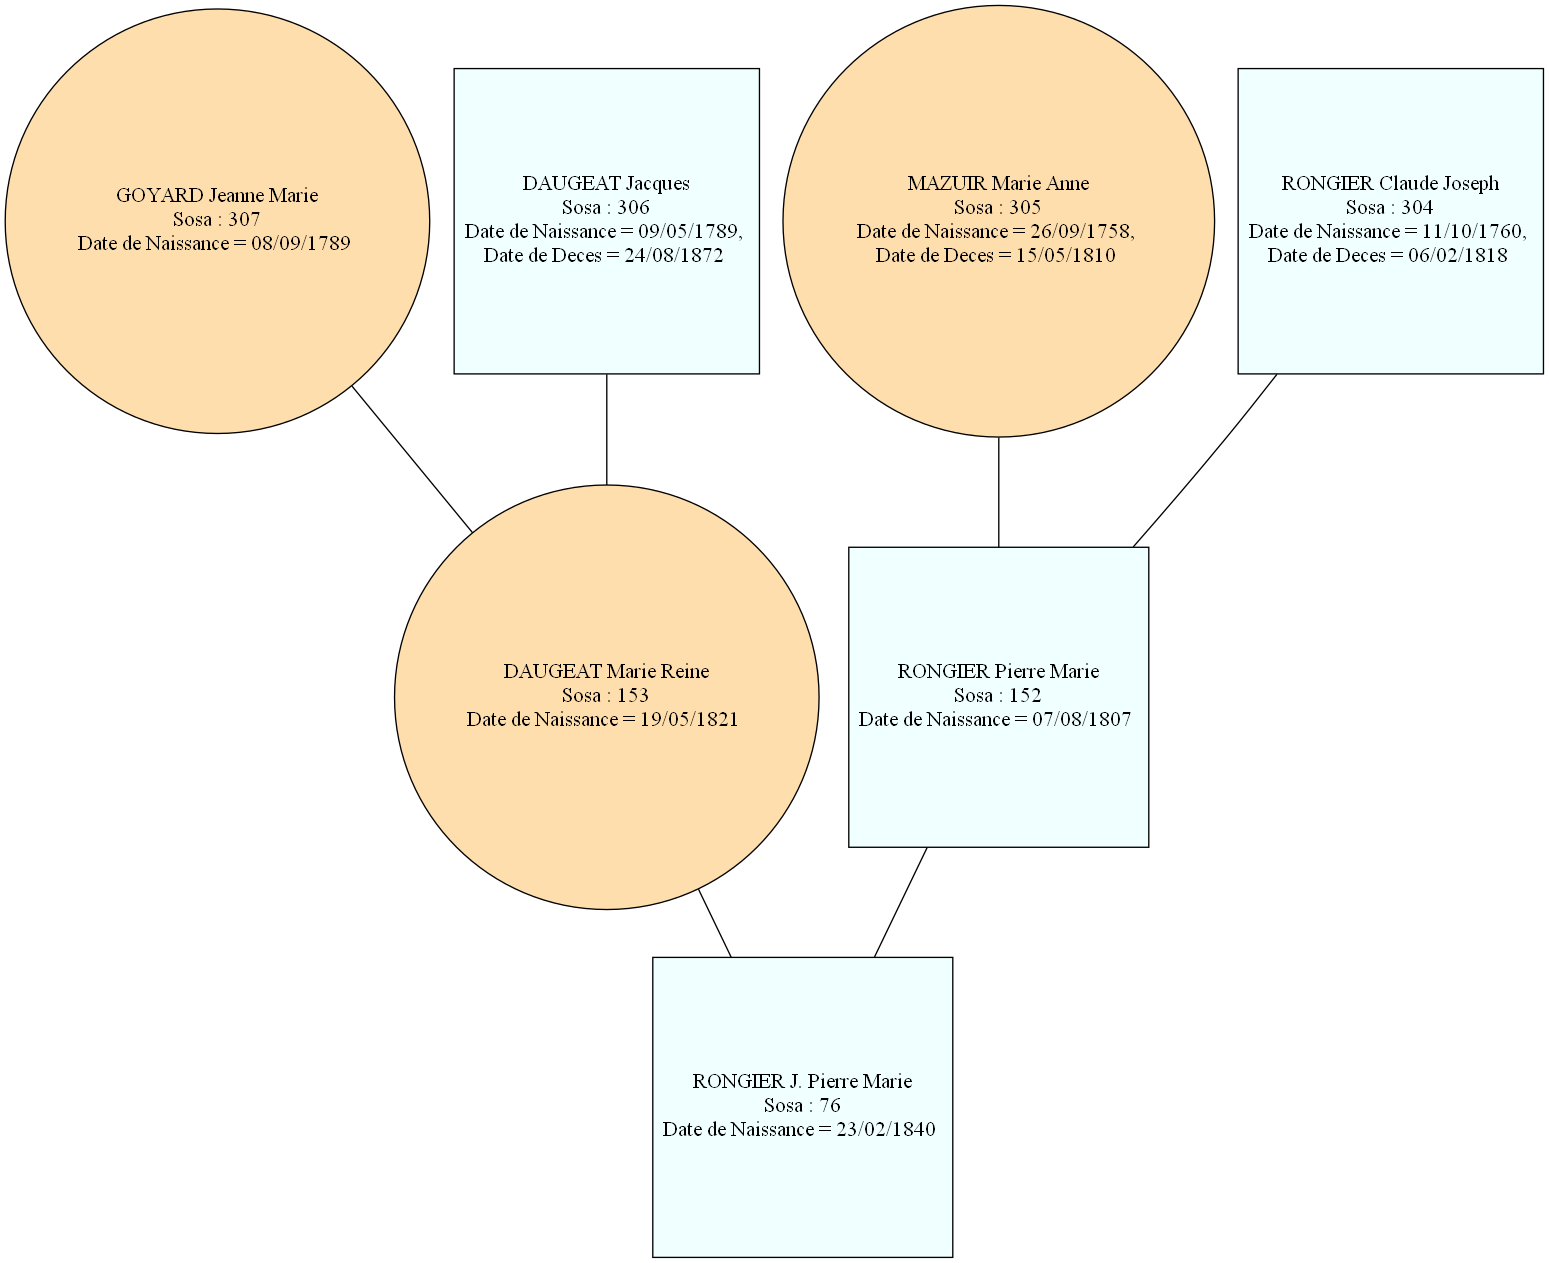 GOYARD Jeanne Marie
Sosa : 307
Date de Naissance = 08/09/1789
DAUGEAT Jacques
Sosa : 306
Date de Naissance = 09/05/1789,
Date de Deces = 24/08/1872
MAZUIR Marie Anne
Sosa : 305
Date de Naissance = 26/09/1758,
Date de Deces = 15/05/1810
RONGIER Claude Joseph
Sosa : 304
Date de Naissance = 11/10/1760,
Date de Deces = 06/02/1818
DAUGEAT Marie Reine
Sosa : 153
Date de Naissance = 19/05/1821
RONGIER Pierre Marie
Sosa : 152
Date de Naissance = 07/08/1807
RONGIER J. Pierre Marie
Sosa : 76
Date de Naissance = 23/02/1840